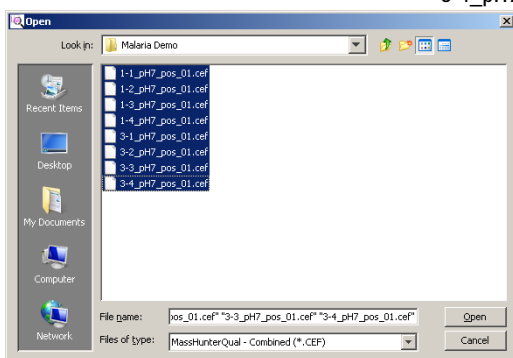 Open
Look in: Malaria Demo
1-1_pH7_pos_01.cef
1-2_pH7_pos_01.cef
1-3_pH7_pos_01.cef
1-4_pH7_pos_01.cef
3-1_pH7_pos_01.cef
3-2_pH7_pos_01.cef
3-3_pH7_pos_01.cef
3-4_pH7_pos_01.cef
Recent Items
Desktop
My Documents
Computer
Network
File name: pos_01.cef" "3-3_pH7_pos_01.cef" "3-4_pH7_pos_01.cef" Open
Files of type: MassHunterQual - Combined (*.CEF) Cancel